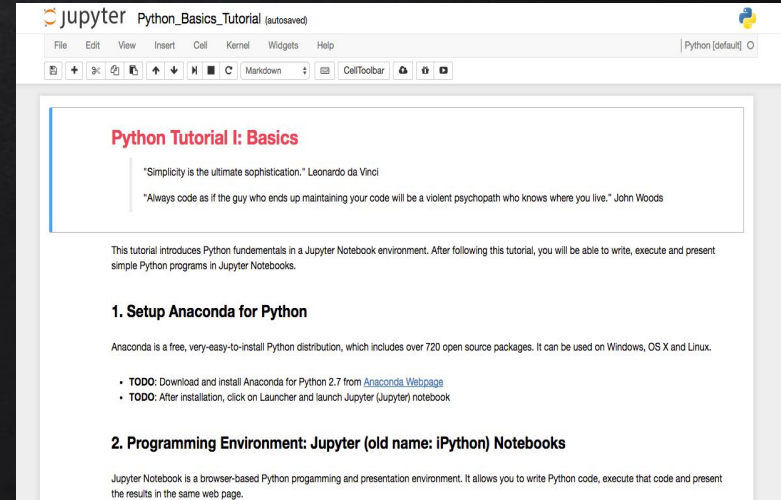 jupyter Python_Basics_Tutorial (autosaved)
File Edit View Insert Cell Kernel Widgets Help Python [default]
Markdown CellToolbar
Python Tutorial I: Basics
"Simplicity is the ultimate sophistication." Leonardo da Vinci
"Always code as if the guy who ends up maintaining your code will be a violent psychopath who knows where you live." John Woods
This tutorial introduces Python fundementals in a Jupyter Notebook environment. After following this tutorial, you will be able to write, execute and present
simple Python programs in Jupyter Notebooks.
1. Setup Anaconda for Python
Anaconda is a free, very-easy-to-install Python distribution, which includes over 720 open source packages. It can be used on Windows, OS X and Linux.
• TODO: Download and install Anaconda for Python 2.7 from Anaconda Webpage
• TODO: After installation, click on Launcher and launch Jupyter (Jupyter) notebook
2. Programming Environment: Jupyter (old name: iPython) Notebooks
Jupyter Notebook is a browser-based Python progamming and presentation environment. It allows you to write Python code, execute that code and present
the results in the same web page.